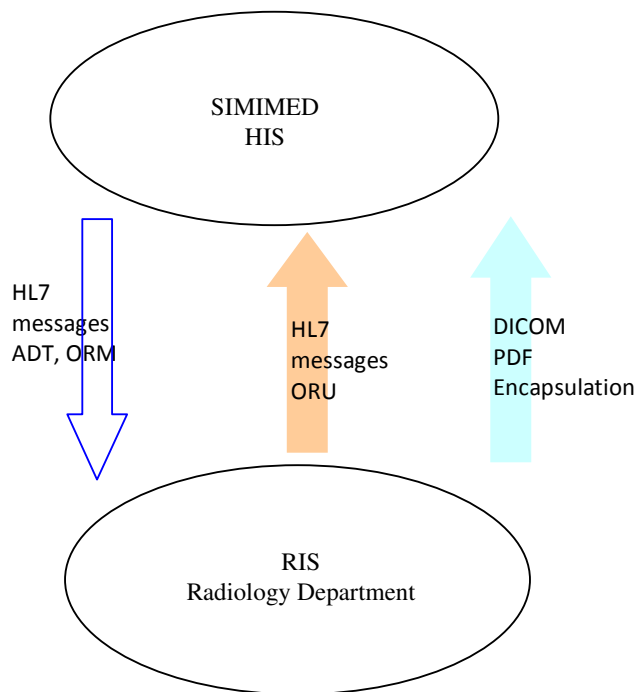 SIMIMED
HIS
HL7
messages
ADT, ORM
HL7
messages
ORU
DICOM
PDF
Encapsulation
RIS
Radiology Department